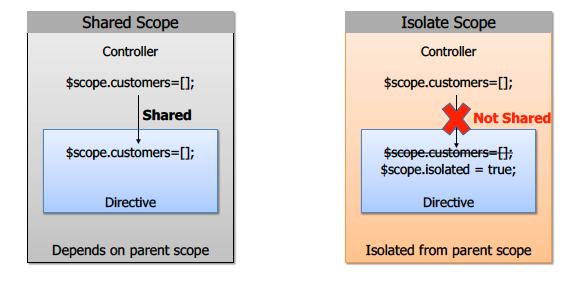 Shared Scope
Controller
$scope.customers=[];
Shared
$scope.customers=[];
Directive
Depends on parent scope
Isolate Scope
Controller
$scope.customers=[];
Not Shared
$scope.customers=[];
$scope.isolated = true;
Directive
Isolated from parent scope